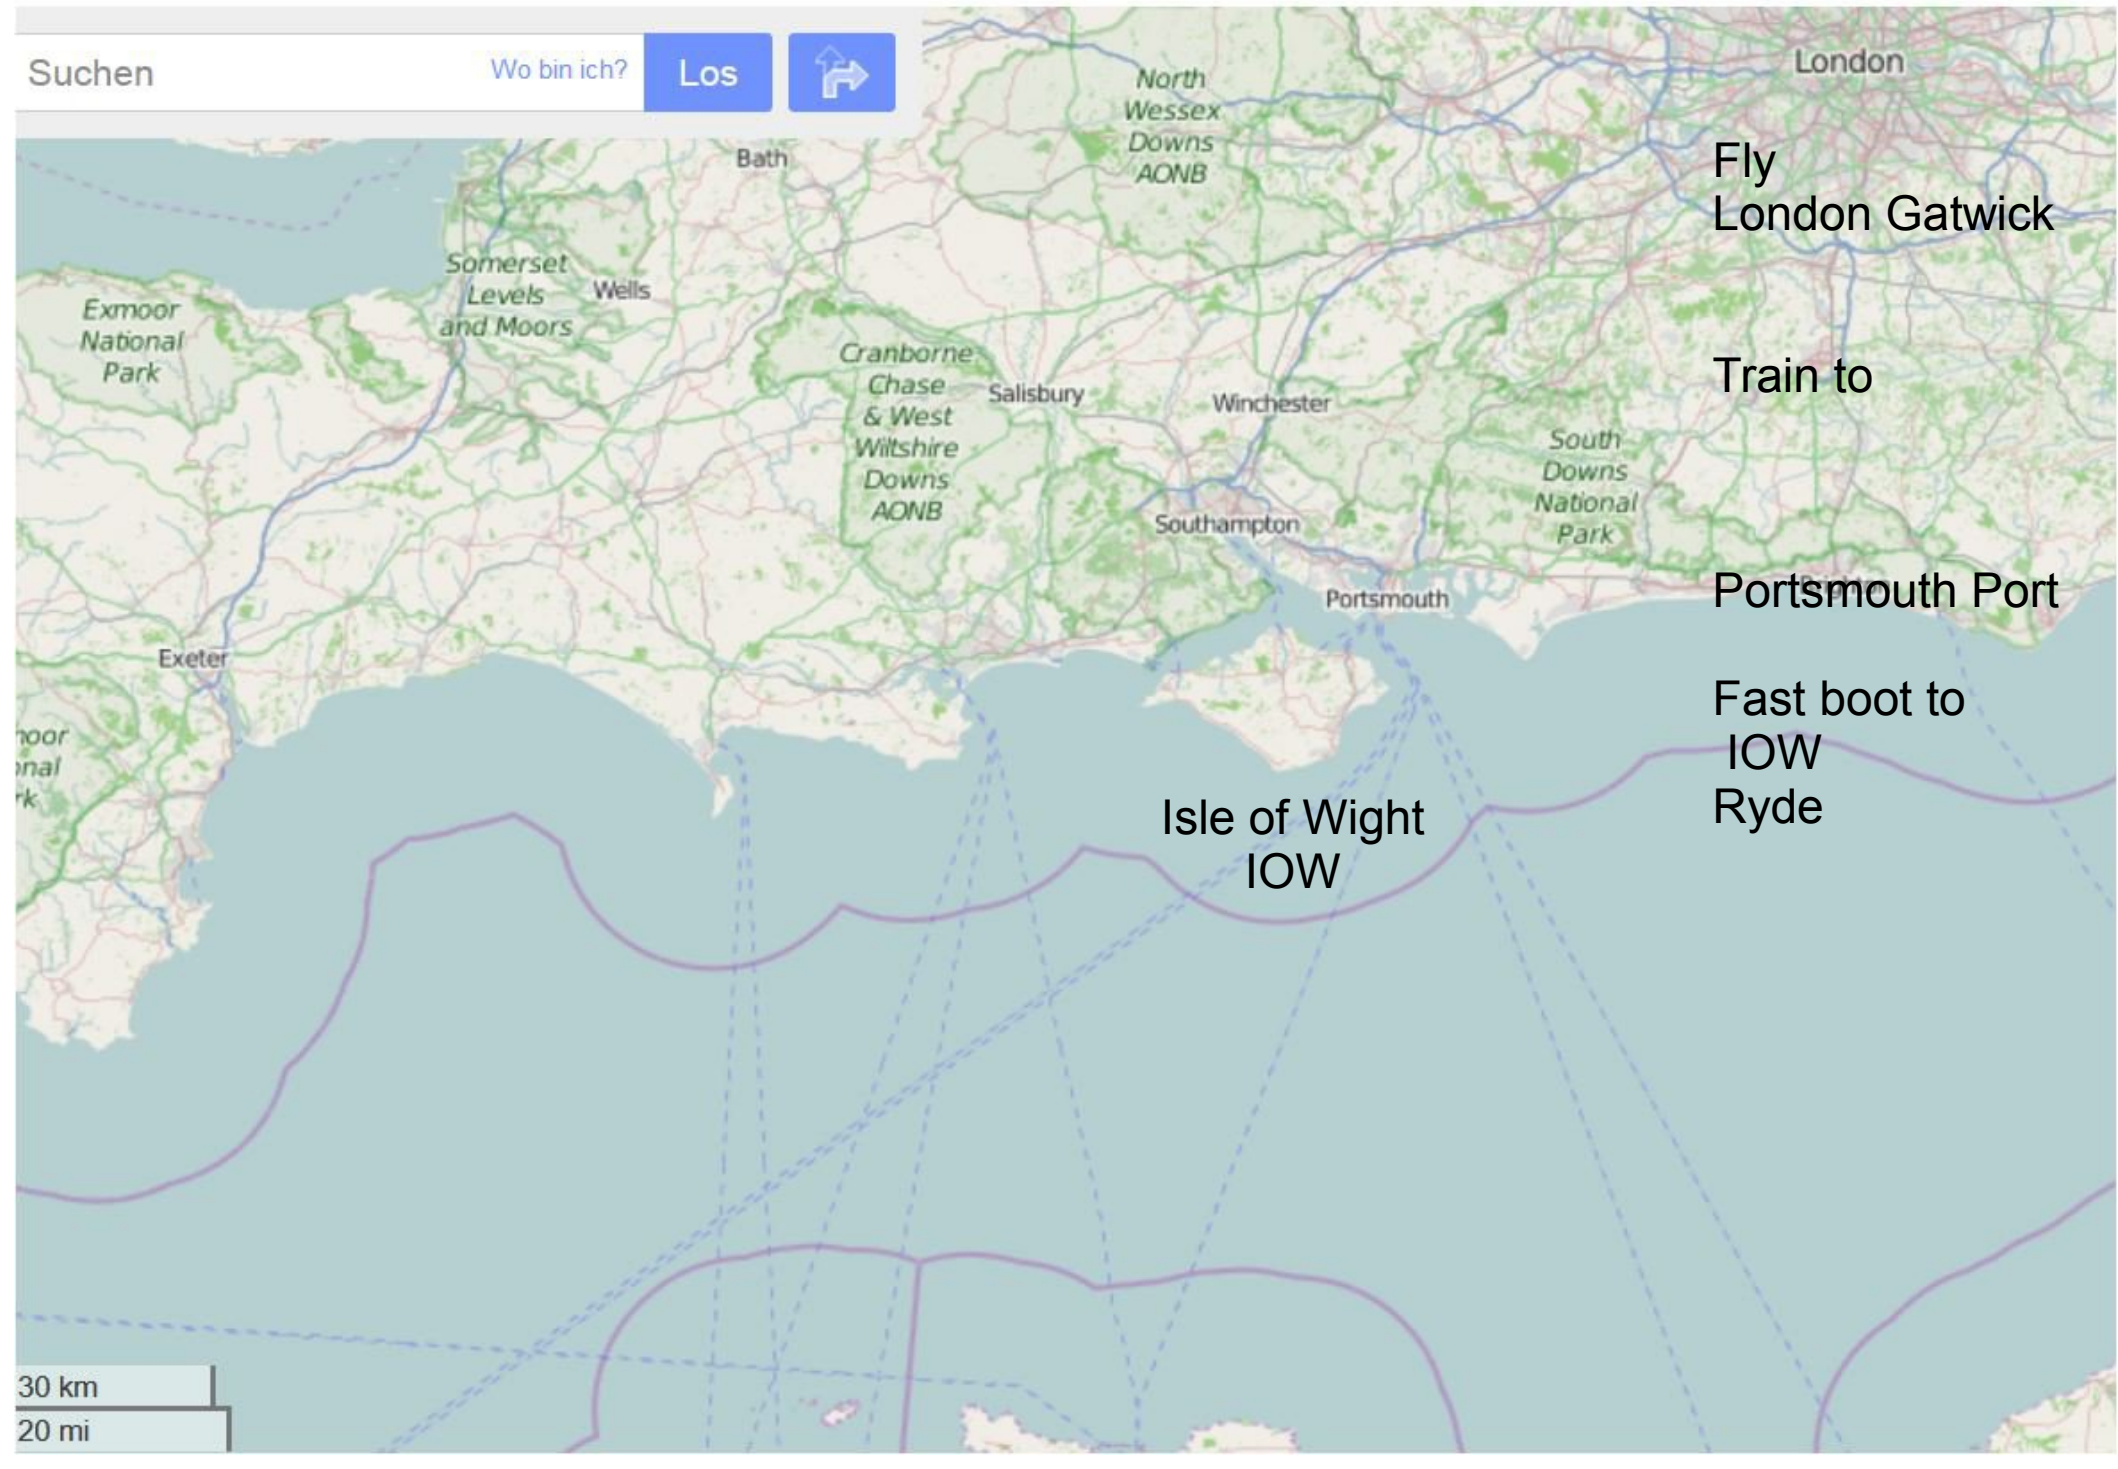 Suchen
Wo bin ich?
Los
London
North
Wessex
Downs
AONB
Bath
Fly
London Gatwick
Somerset
Levels
and Moors
Wells
Exmoor
National
Park
Cranborne
Chase
& West
Wiltshire
Downs
AONB
Salisbury
Winchester
Train to
South
Downs
National
Park
Southampton
Portsmouth
Portsmouth Port
Exeter
Fast boot to
IOW
Ryde
Isle of Wight
IOW
30 km
20 mi